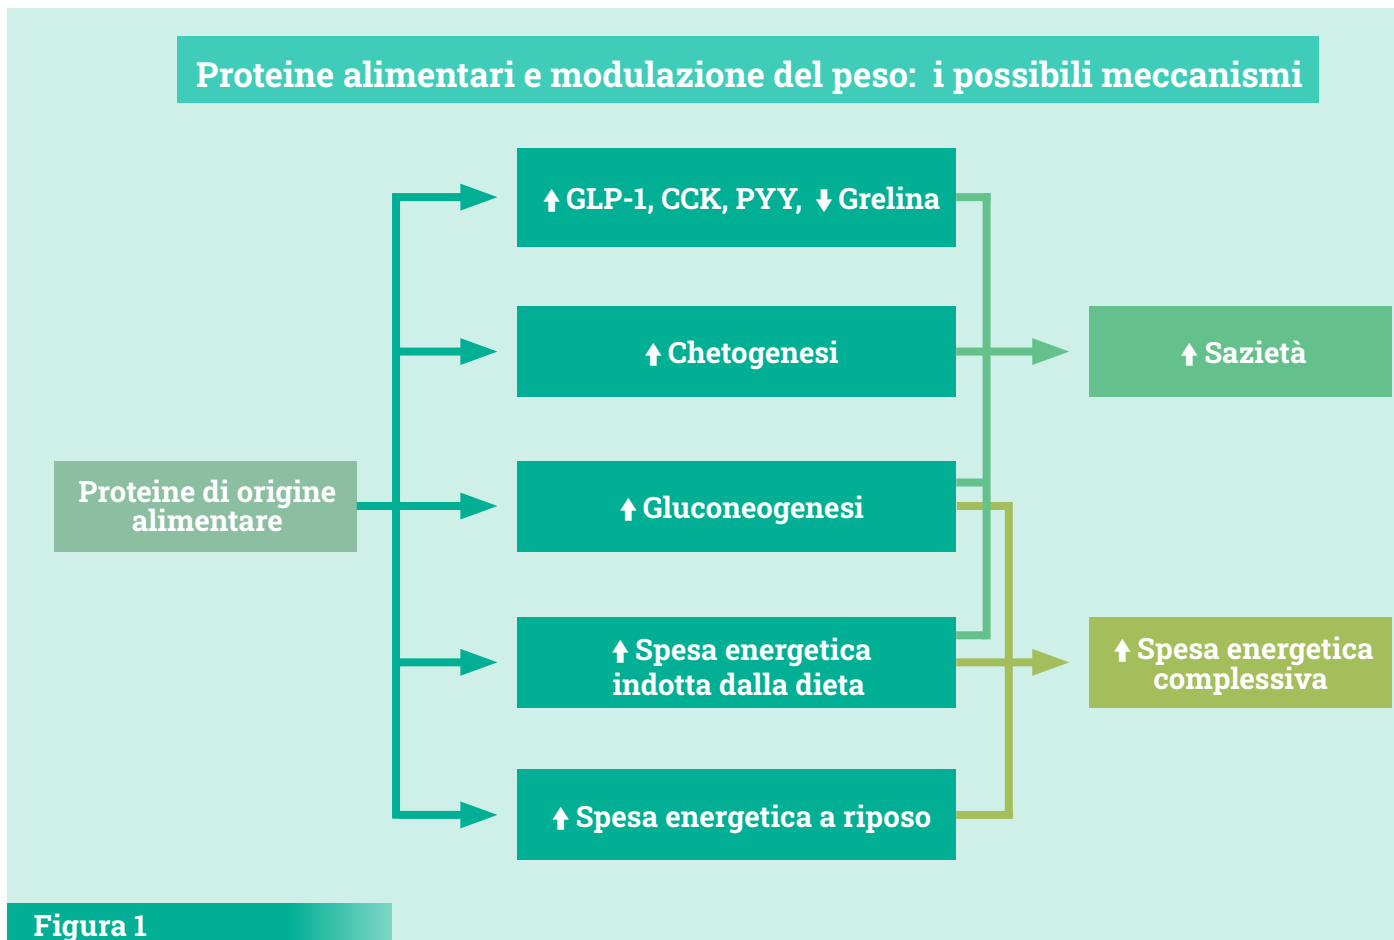 Proteine alimentari e modulazione del peso: i possibili meccanismi
↑ GLP-1, CCK, PYY, ↓ Grelina
↑ Chetogenesi
↑ Sazietà
Proteine di origine
alimentare
↑ Gluconeogenesi
↑ Spesa energetica
indotta dalla dieta
↑ Spesa energetica
complessiva
↑ Spesa energetica a riposo
Figura 1